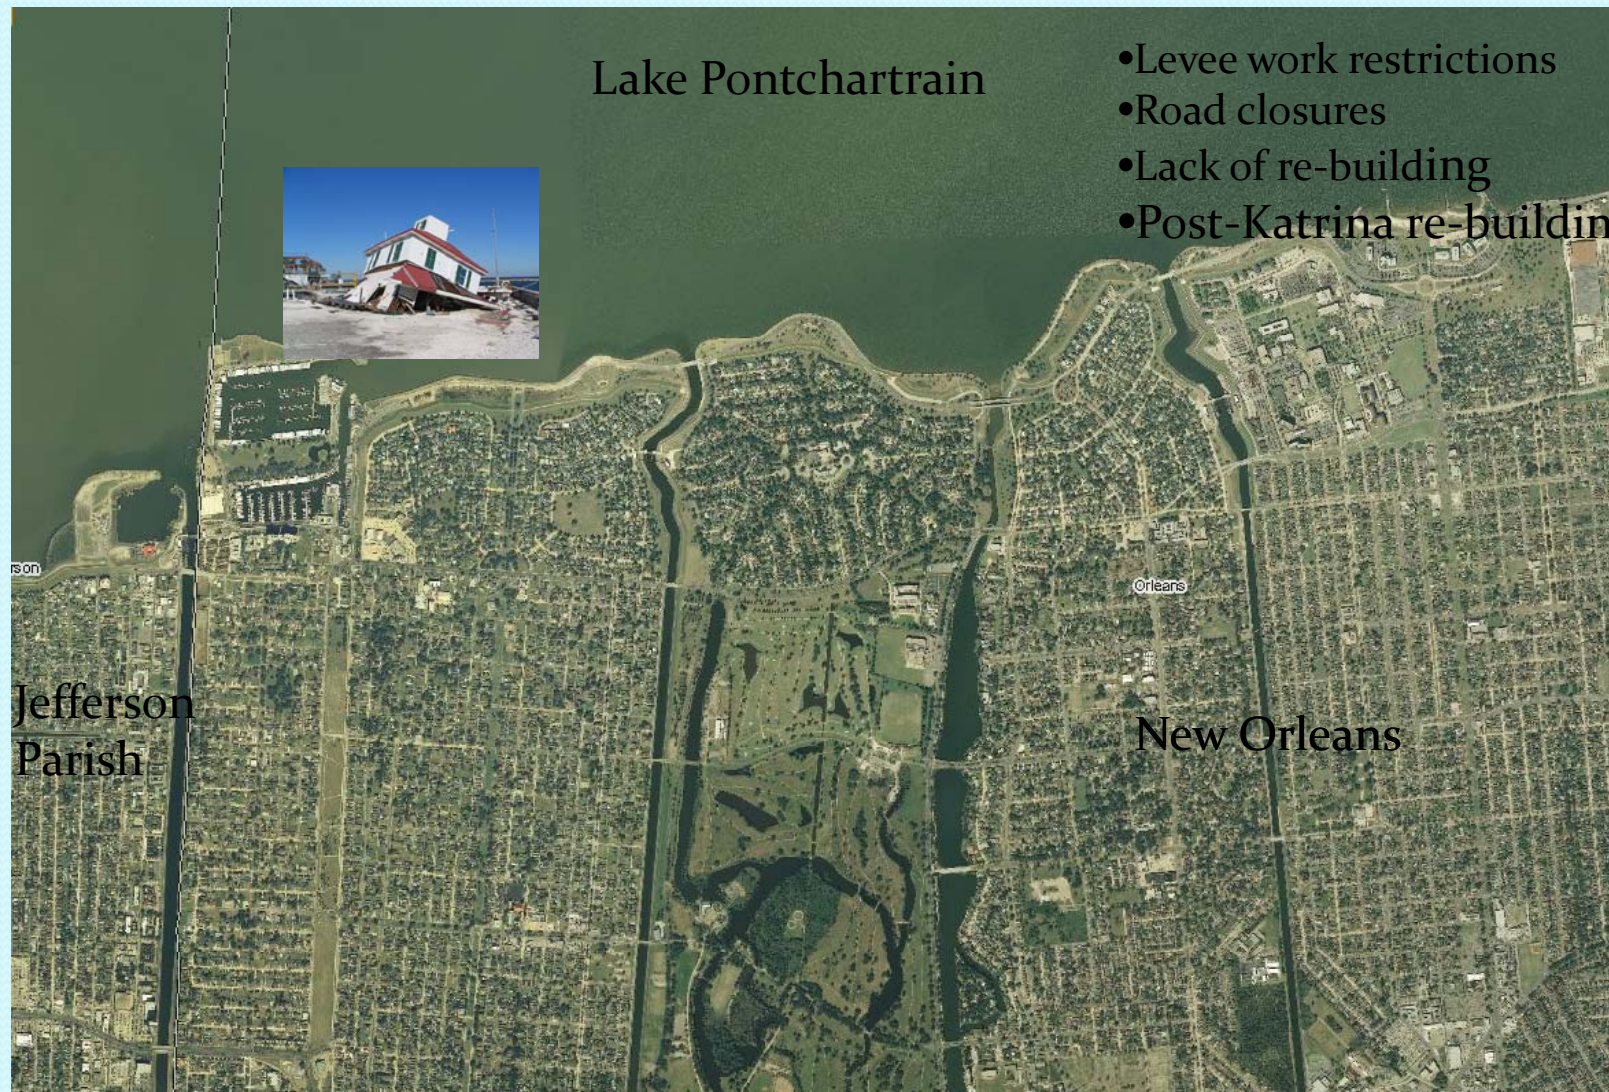 Lake Pontchartrain
•Levee work restrictions
•Road closures
•Lack of re-building
•Post-Katrina re-buildin
rson
Orleans
Jefferson
Parish
New Orleans